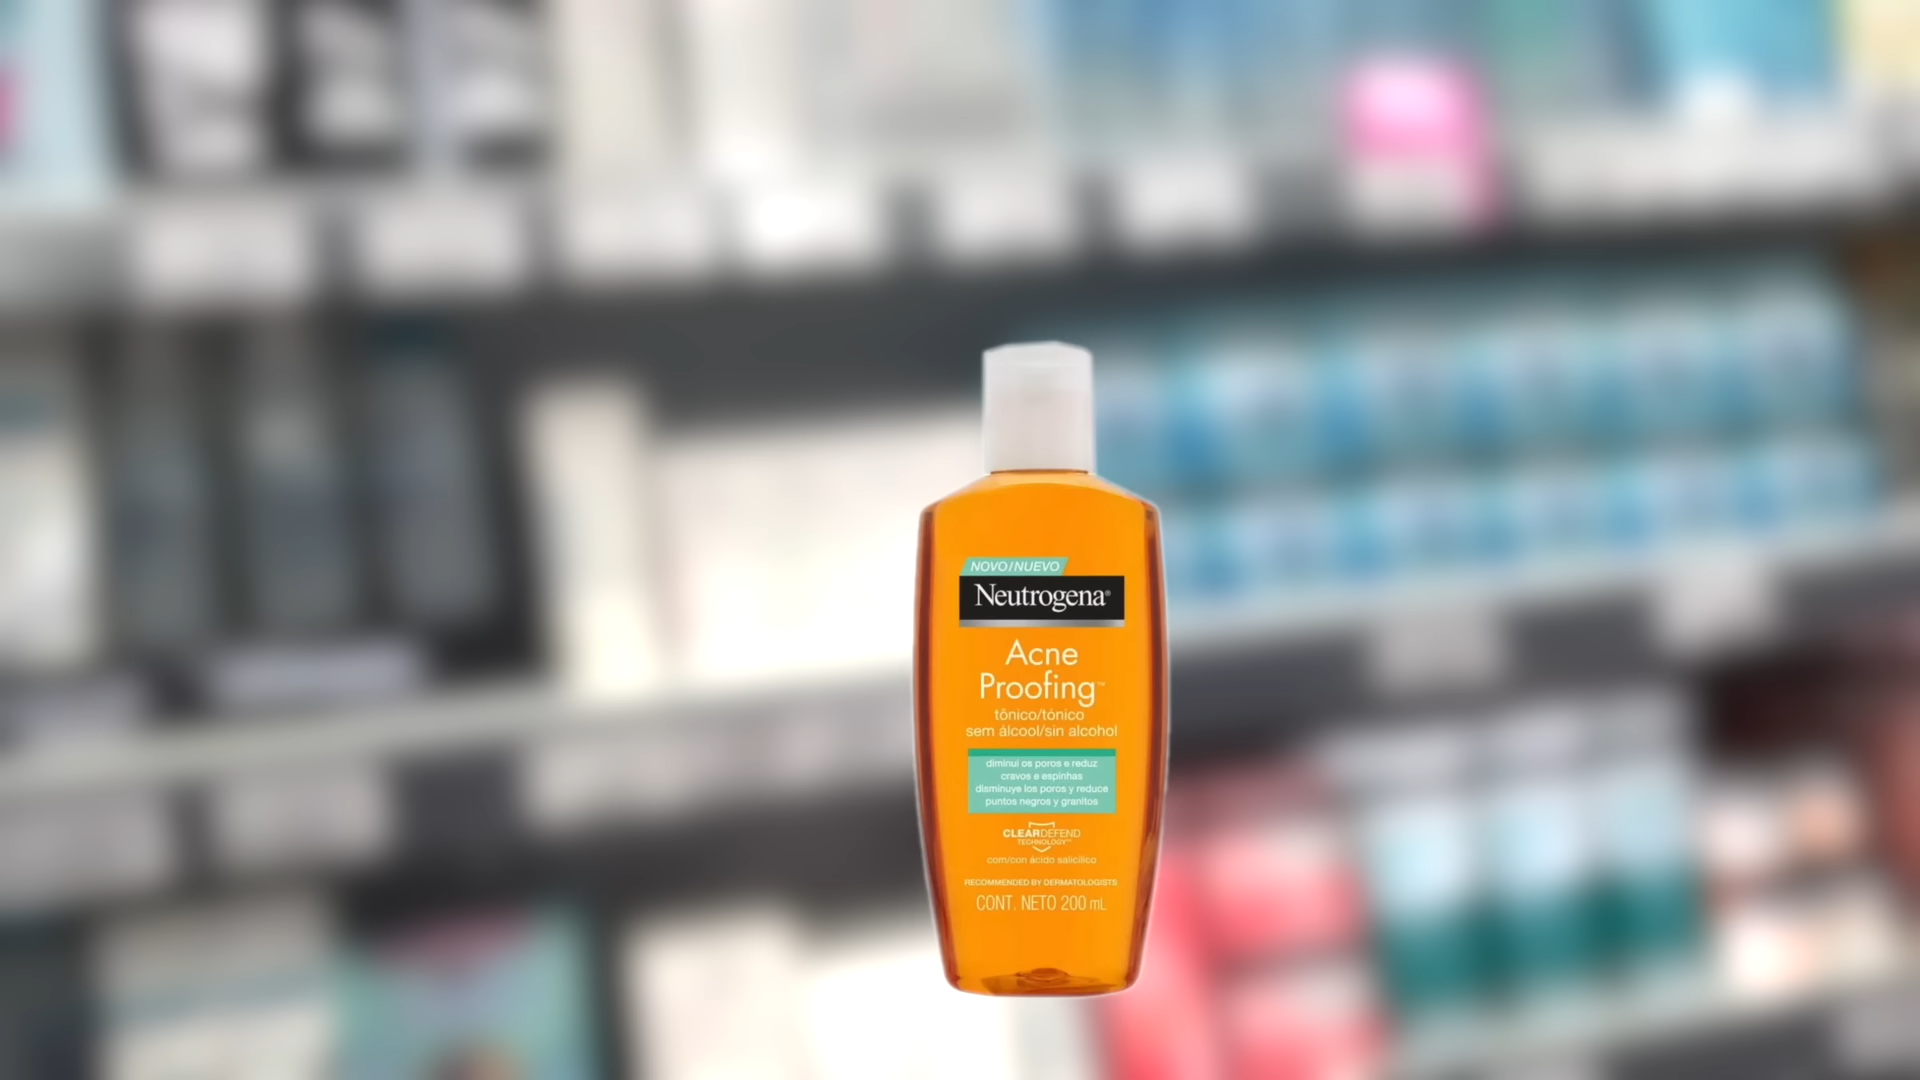 NOVO/NUEVO
Neutrogena®
Acne
Proofing™
tônico/tónico
sem álcool/sin alcohol
diminui os poros e reduz
cravos e espinhas
disminuye los poros y reduce
puntos negros y granitos
CLEARDEFEND
TECHNOLOGY™
com/con ácido salicílico
RECOMMENDED BY DERMATOLOGISTS
CONT. NETO 200 mL